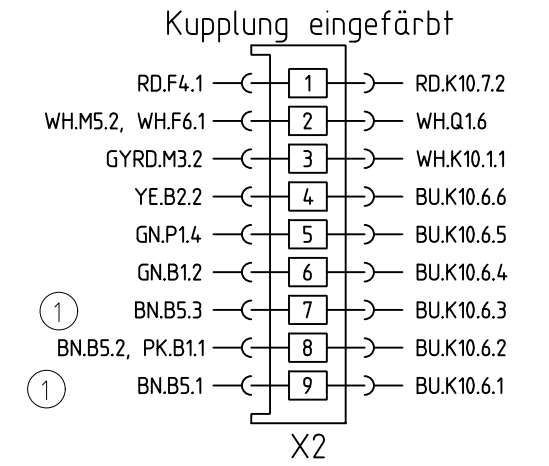 Kupplung eingefärbt
RD.F4.1 1 RD.K10.7.2
WH.M5.2, WH.F6.1 2 WH.Q1.6
GYRD.M3.2 3 WH.K10.1.1
YE.B2.2 4 BU.K10.6.6
GN.P1.4 5 BU.K10.6.5
GN.B1.2 6 BU.K10.6.4
1 BN.B5.3 7 BU.K10.6.3
BN.B5.2, PK.B1.1 8 BU.K10.6.2
1 BN.B5.1 9 BU.K10.6.1
X2